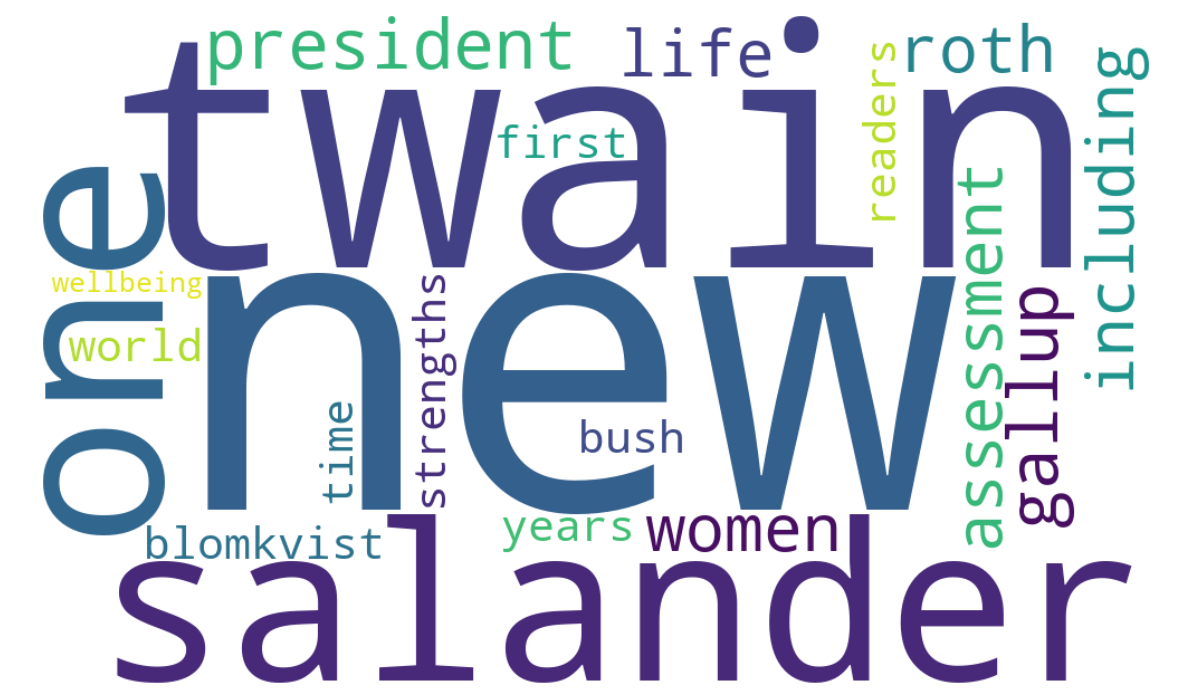 president
life
roth
readers
including
twain
first
one
assessment
wellbeing
new
strengths
gallup
world
time
bush
blomkvist
years
women
salander